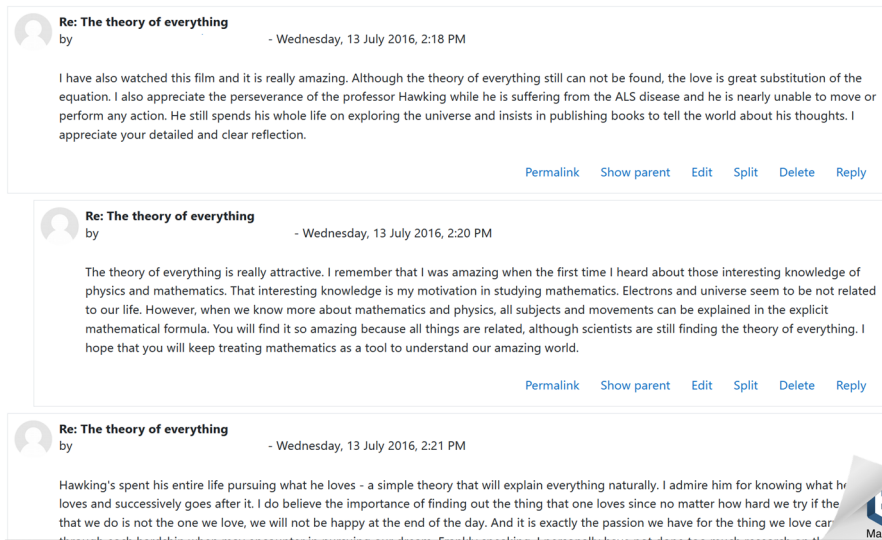 Re: The theory of everything
by - Wednesday, 13 July 2016, 2:18 PM
I have also watched this film and it is really amazing. Although the theory of everything still can not be found, the love is great substitution of the
equation. I also appreciate the perseverance of the professor Hawking while he is suffering from the ALS disease and he is nearly unable to move or
perform any action. He still spends his whole life on exploring the universe and insists in publishing books to tell the world about his thoughts. I
appreciate your detailed and clear reflection.
Permalink Show parent Edit Split Delete Reply
Re: The theory of everything
by - Wednesday, 13 July 2016, 2:20 PM
The theory of everything is really attractive. I remember that I was amazing when the first time I heard about those interesting knowledge of
physics and mathematics. That interesting knowledge is my motivation in studying mathematics. Electrons and universe seem to be not related
to our life. However, when we know more about mathematics and physics, all subjects and movements can be explained in the explicit
mathematical formula. You will find it so amazing because all things are related, although scientists are still finding the theory of everything. I
hope that you will keep treating mathematics as a tool to understand our amazing world.
Permalink Show parent Edit Split Delete Reply
Re: The theory of everything
by - Wednesday, 13 July 2016, 2:21 PM
Hawking's spent his entire life pursuing what he loves - a simple theory that will explain everything naturally. I admire him for knowing what he
loves and successively goes after it. I do believe the importance of finding out the thing that one loves since no matter how hard we try if the
that we do is not the one we love, we will not be happy at the end of the day. And it is exactly the passion we have for the thing we love
Ma